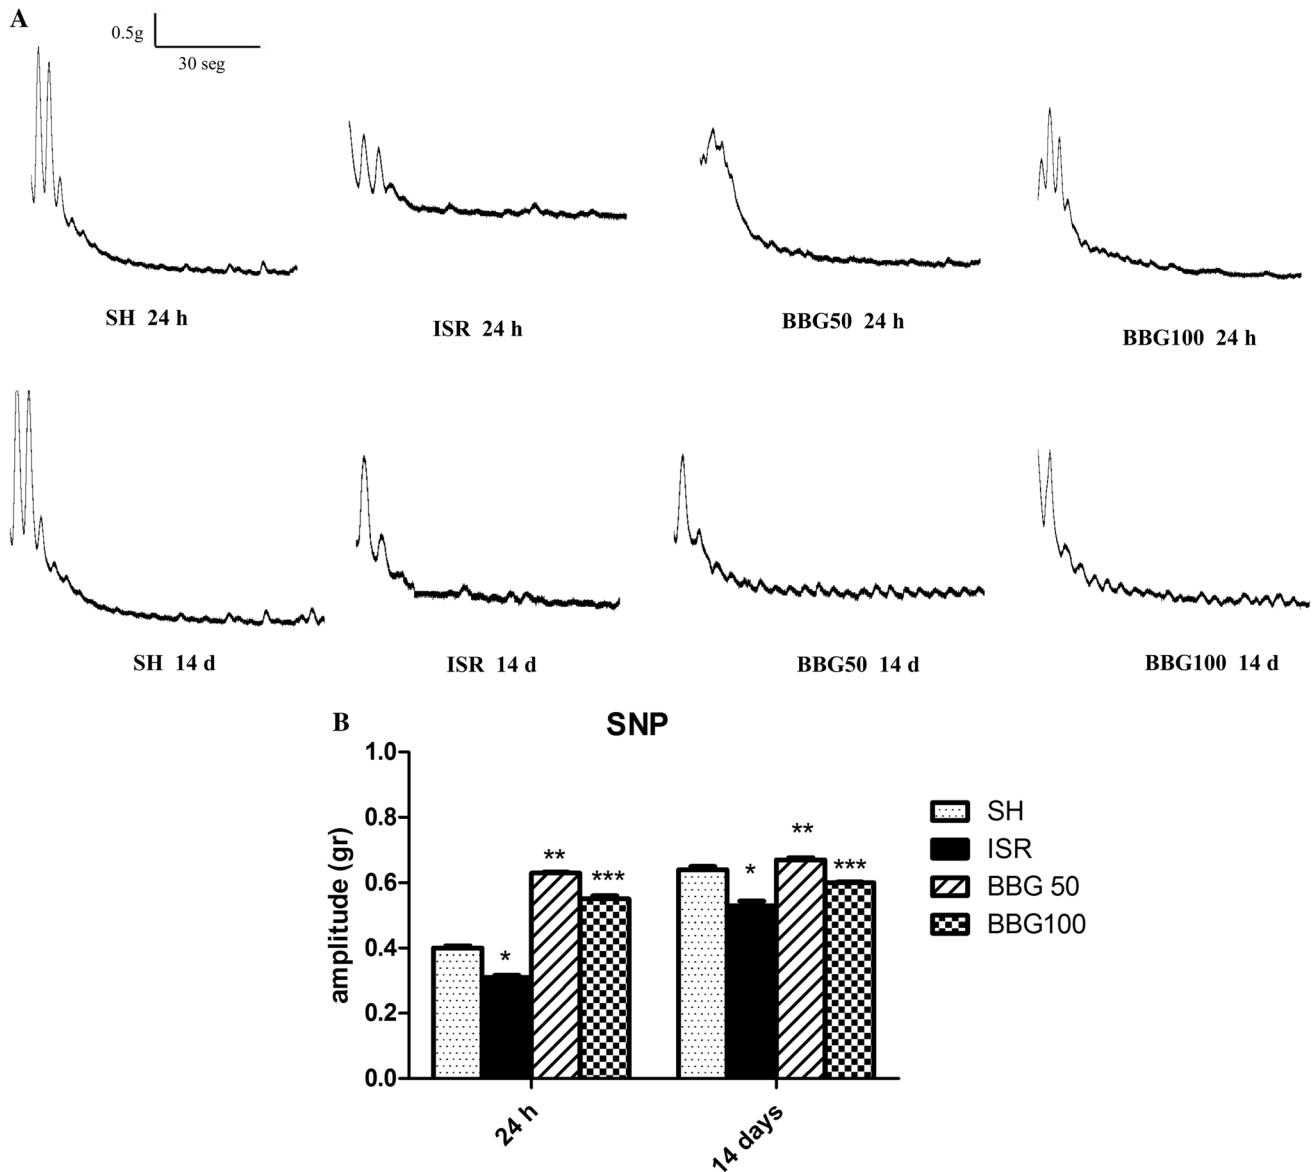 A
0.5g
30 seg
SH 24 h
ISR 24 h
BBG50 24 h
BBG100 24 h
SH 14 d
ISR 14 d
BBG50 14 d
BBG100 14 d
B
SNP
amplitude (gr)
1.0
0.8
0.6
0.4
0.2
0.0
*
**
***
*
**
***
24 h
14 days
SH
ISR
BBG 50
BBG100